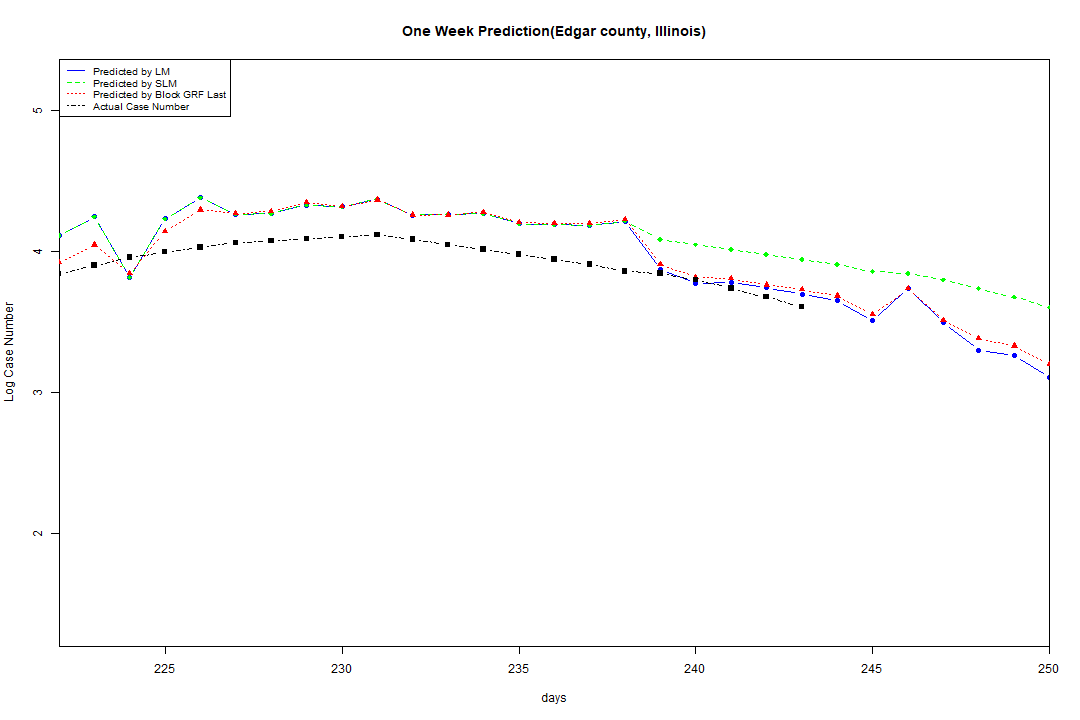 One Week Prediction(Edgar county, Illinois)
Predicted by LM
Predicted by SLM
Predicted by Block GRF Last
Actual Case Number
5
4
3
2
Log Case Number
225 230 235 240 245 250
days